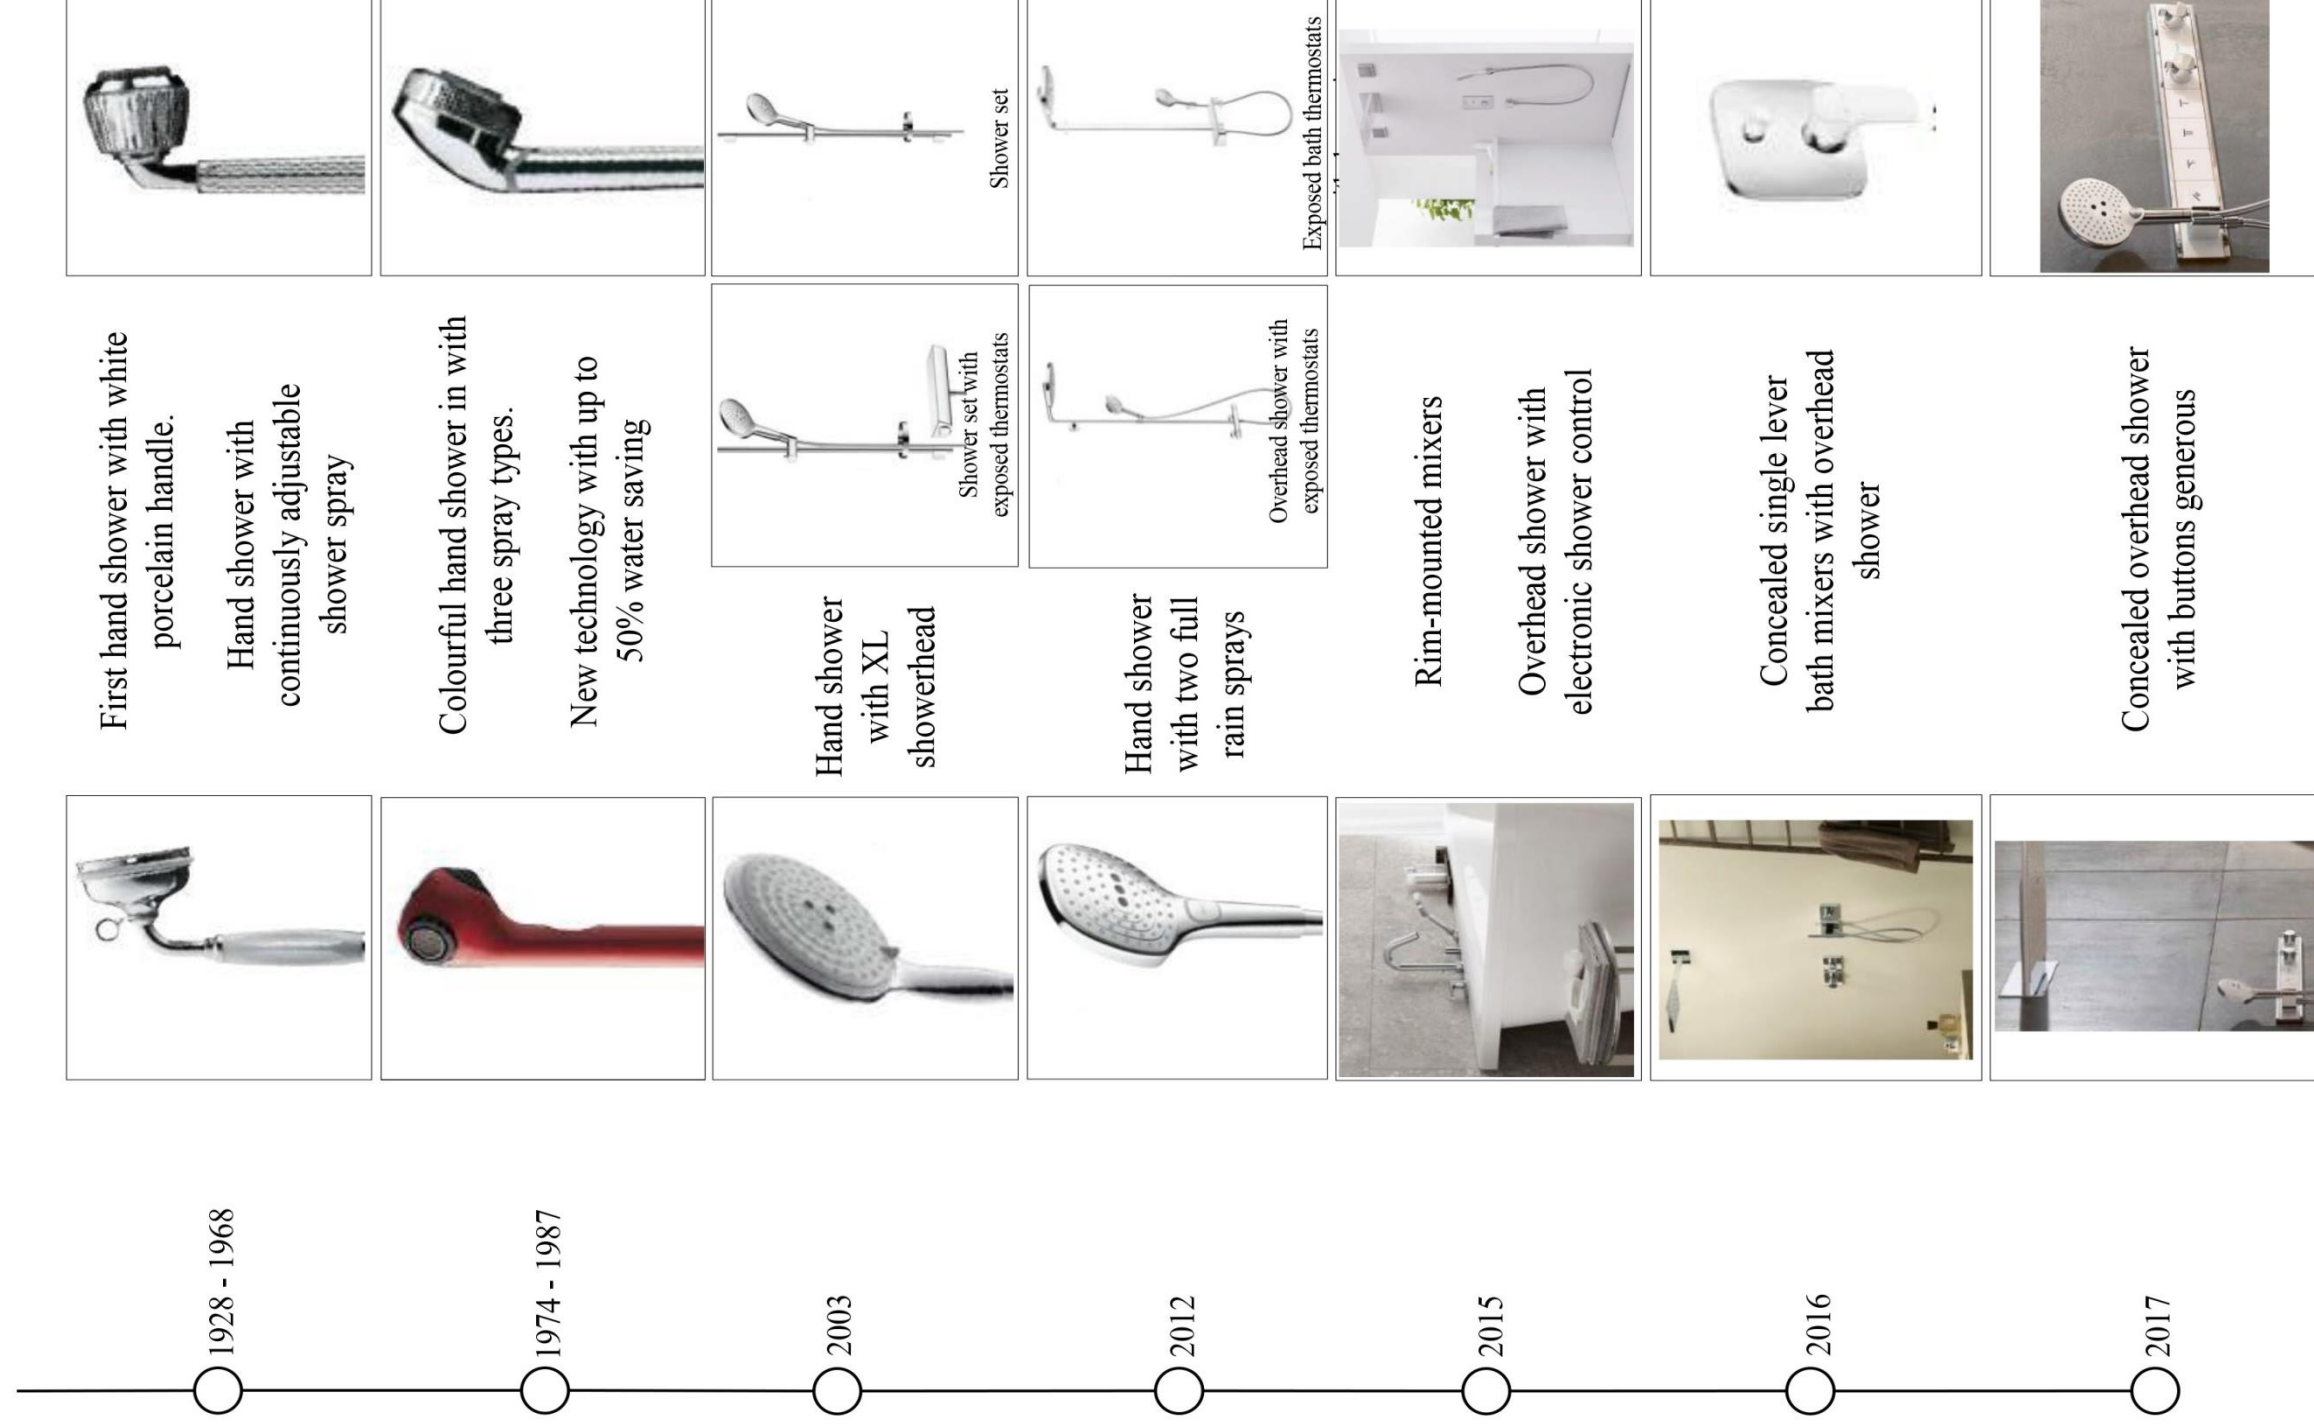 1928 - 1968
First hand shower with white
porcelain handle.
Hand shower with
continuously adjustable
shower spray
1974 - 1987
Colourful hand shower in with
three spray types.
New technology with up to
50% water saving
2003
Hand shower
with XL
showerhead
Shower set with
exposed thermostats
Shower set
2012
Hand shower
with two full
rain sprays
Overhead shower with
exposed thermostats
Exposed bath thermostats
2015
Rim-mounted mixers
Overhead shower with
electronic shower control
2016
Concealed single lever
bath mixers with overhead
shower
2017
Concealed overhead shower
with buttons generous